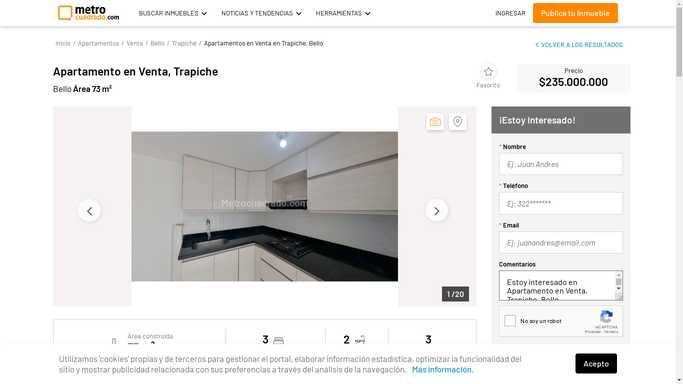 metro
cuadrado.com
BUSCAR INMUEBLES
NOTICIAS Y TENDENCIAS
HERRAMIENTAS
INGRESAR
Publica tu Inmueble
Inicio / Apartamentos / Venta / Bello / Trapiche / Apartamentos en Venta en Trapiche, Bello
VOLVER A LOS RESULTADOS
Apartamento en Venta, Trapiche
Bello Área 73 m²
Favorito
Precio
$235.000.000
Metrocuadrado.com
1 / 20
¡Estoy Interesado!
* Nombre
Ej: Juan Andres
* Teléfono
Ej: 322*******
* Email
Ej: juanandres@email.com
Comentarios
Estoy interesado en
Apartamento en Venta,
Trapiche, Bello
No soy un robot
reCAPTCHA
Privacidad - Términos
Área construida
3
2
3
Utilizamos 'cookies' propias y de terceros para gestionar el portal, elaborar información estadística, optimizar la funcionalidad del
sitio y mostrar publicidad relacionada con sus preferencias a través del análisis de la navegación. Más información.
Acepto